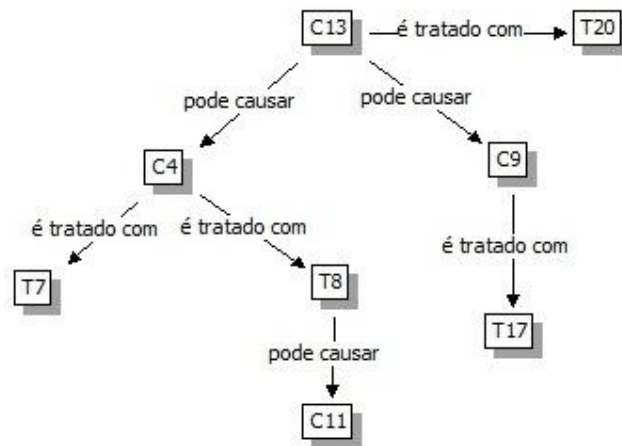 C13
é tratado com
T20
pode causar
pode causar
C4
C9
é tratado com
é tratado com
é tratado com
T7
T8
T17
pode causar
C11